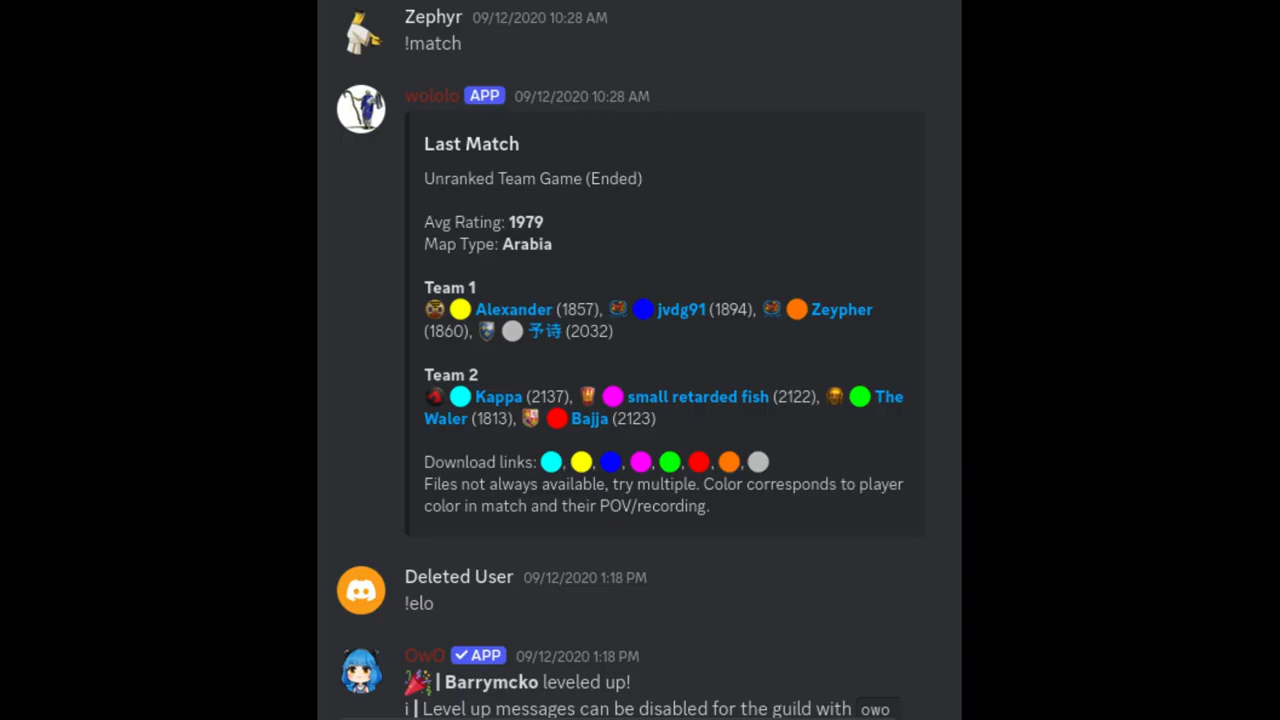 Zephyr 09/12/2020 10:28 AM
!match
wololo APP 09/12/2020 10:28 AM
Last Match
Unranked Team Game (Ended)
Avg Rating: 1979
Map Type: Arabia
Team 1
Alexander (1857), jvdg91 (1894), Zeypher
(1860), 予诗 (2032)
Team 2
Kappa (2137), small retarded fish (2122), The
Waler (1813), Bajja (2123)
Download links: , , , , , , ,
Files not always available, try multiple. Color corresponds to player
color in match and their POV/recording.
Deleted User 09/12/2020 1:18 PM
!elo
OwO APP 09/12/2020 1:18 PM
| Barrymcko leveled up!
i | Level up messages can be disabled for the guild with owo